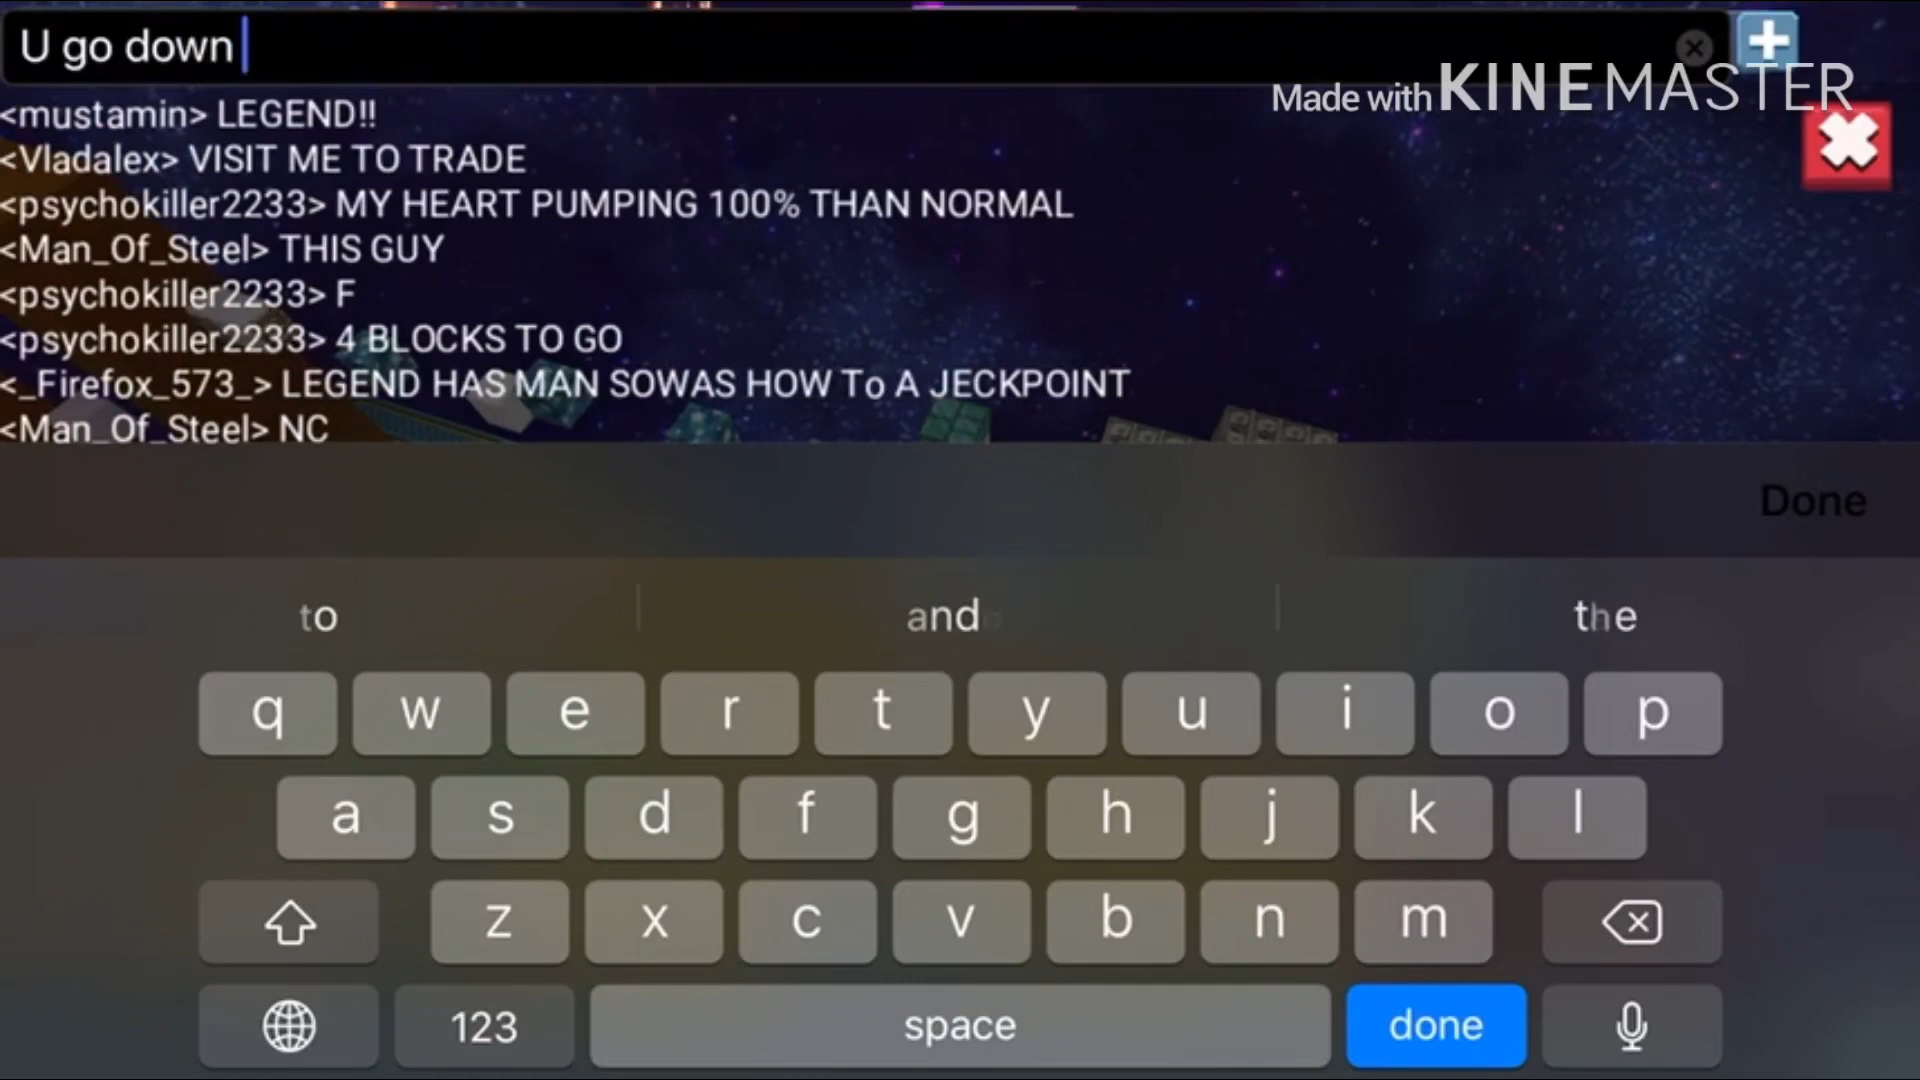 U go down
Made with KINEMASTER
<mustamin> LEGEND!!
<Vladalex> VISIT ME TO TRADE
<psychokiller2233> MY HEART PUMPING 100% THAN NORMAL
<Man_Of_Steel> THIS GUY
<psychokiller2233> F
<psychokiller2233> 4 BLOCKS TO GO
<_Firefox_573_> LEGEND HAS MAN SOWAS HOW To A JECKPOINT
<Man_Of_Steel> NC
Done
to and the
q w e r t y u i o p
a s d f g h j k l
z x c v b n m
123 space done